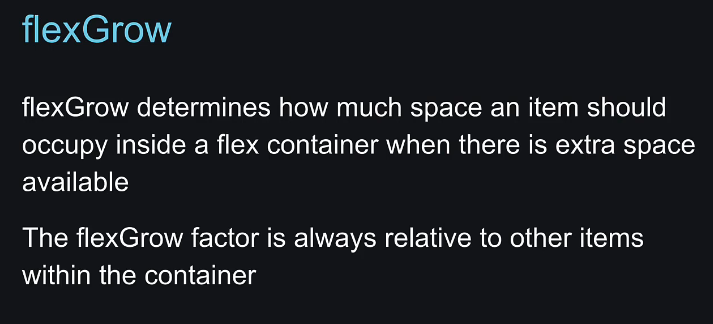 flexGrow
flexGrow determines how much space an item should
occupy inside a flex container when there is extra space
available
The flexGrow factor is always relative to other items
within the container